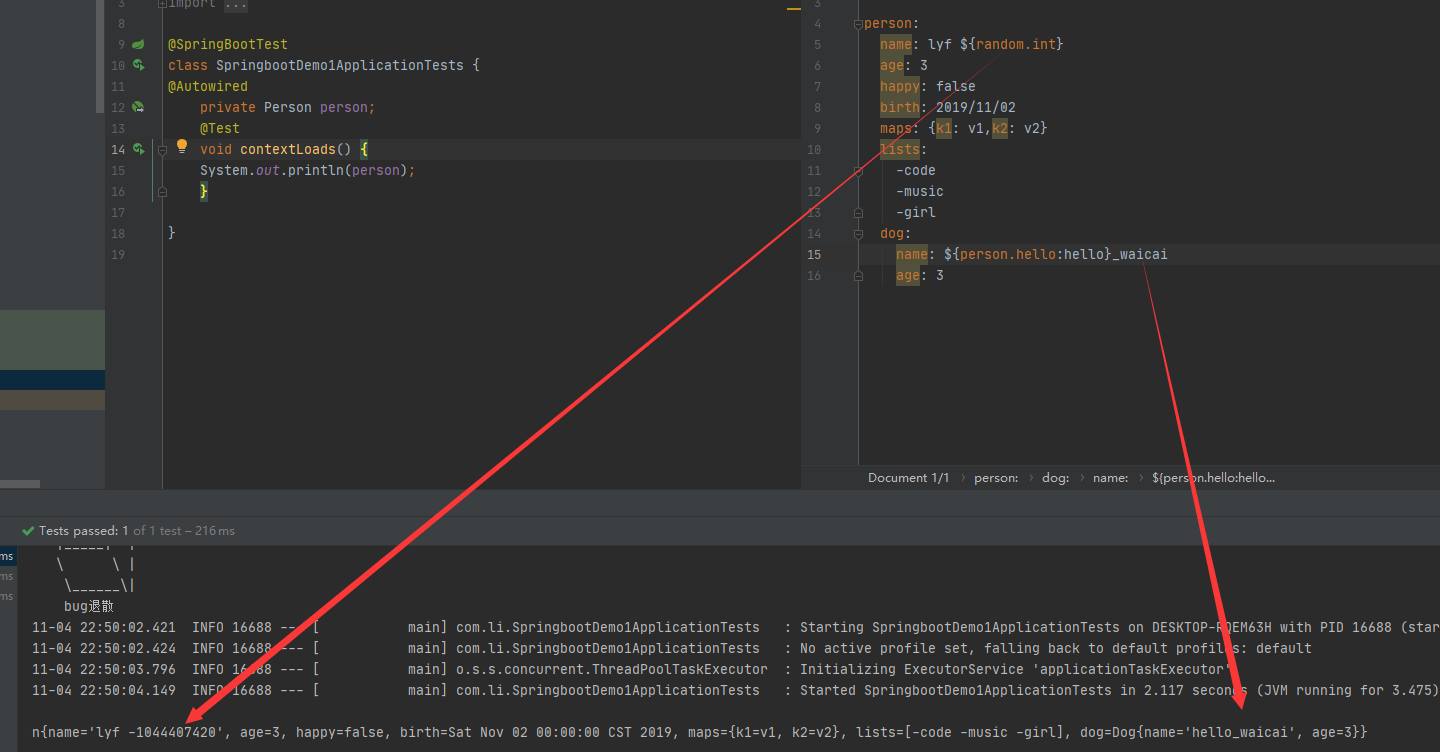 3 import ...
8
9 @SpringBootTest
10 class SpringbootDemo1ApplicationTests {
11 @Autowired
12 private Person person;
13 @Test
14 void contextLoads() {
15 System.out.println(person);
16 }
17
18 }
19
3
4 person:
5 name: lyf ${random.int}
6 age: 3
7 happy: false
8 birth: 2019/11/02
9 maps: {k1: v1,k2: v2}
10 lists:
11 -code
12 -music
13 -girl
14 dog:
15 name: ${person.hello:hello}_waicai
16 age: 3
Document 1/1 › person: › dog: › name: › ${person.hello:hello...
Tests passed: 1 of 1 test – 216 ms
ms
ms
ms
|_____| |
\ \ |
\______\|
bug退散
11-04 22:50:02.421 INFO 16688 --- [ main] com.li.SpringbootDemo1ApplicationTests : Starting SpringbootDemo1ApplicationTests on DESKTOP-RQEM63H with PID 16688 (star
11-04 22:50:02.424 INFO 16688 --- [ main] com.li.SpringbootDemo1ApplicationTests : No active profile set, falling back to default profiles: default
11-04 22:50:03.796 INFO 16688 --- [ main] o.s.s.concurrent.ThreadPoolTaskExecutor : Initializing ExecutorService 'applicationTaskExecutor'
11-04 22:50:04.149 INFO 16688 --- [ main] com.li.SpringbootDemo1ApplicationTests : Started SpringbootDemo1ApplicationTests in 2.117 seconds (JVM running for 3.475)
n{name='lyf -1044407420', age=3, happy=false, birth=Sat Nov 02 00:00:00 CST 2019, maps={k1=v1, k2=v2}, lists=[-code -music -girl], dog=Dog{name='hello_waicai', age=3}}